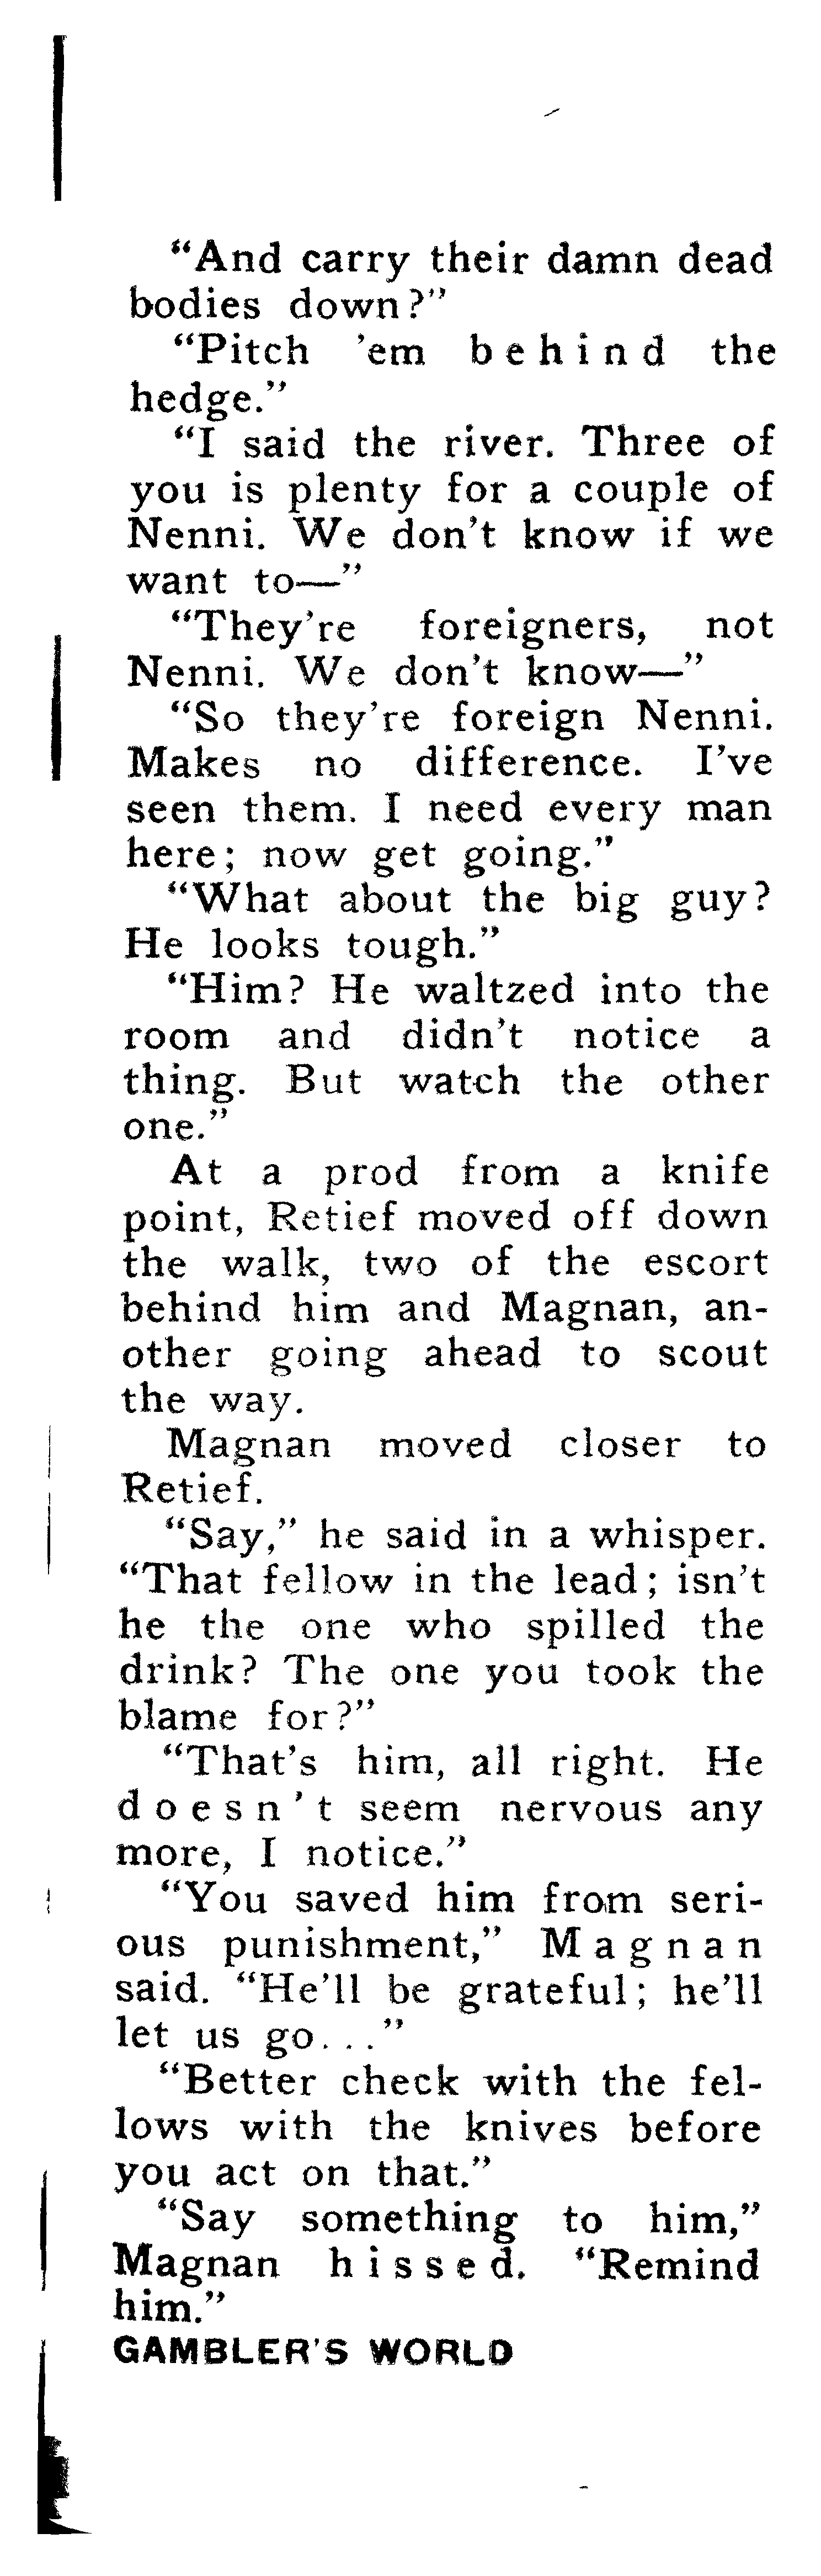 “And carry their damn dead
bodies down?”
“Pitch ’em behind the
hedge.”
“I said the river. Three of
you is plenty for a couple of
Nenni. We don’t know if we
want to—”
“They’re foreigners, not
Nenni. We don’t know—”
“So they’re foreign Nenni.
Makes no difference. I’ve
seen them. I need every man
here; now get going.”
“What about the big guy?
He looks tough.”
“Him? He waltzed into the
room and didn’t notice a
thing. But watch the other
one.”
At a prod from a knife
point, Retief moved off down
the walk, two of the escort
behind him and Magnan, an-
other going ahead to scout
the way.
Magnan moved closer to
Retief.
“Say,” he said in a whisper.
“That fellow in the lead; isn’t
he the one who spilled the
drink? The one you took the
blame for?”
“That’s him, all right. He
doesn’t seem nervous any
more, I notice.”
“You saved him from seri-
ous punishment,” Magnan
said. “He’ll be grateful; he’ll
let us go...”
“Better check with the fel-
lows with the knives before
you act on that.”
“Say something to him,”
Magnan hissed. “Remind
him.”
GAMBLER’S WORLD